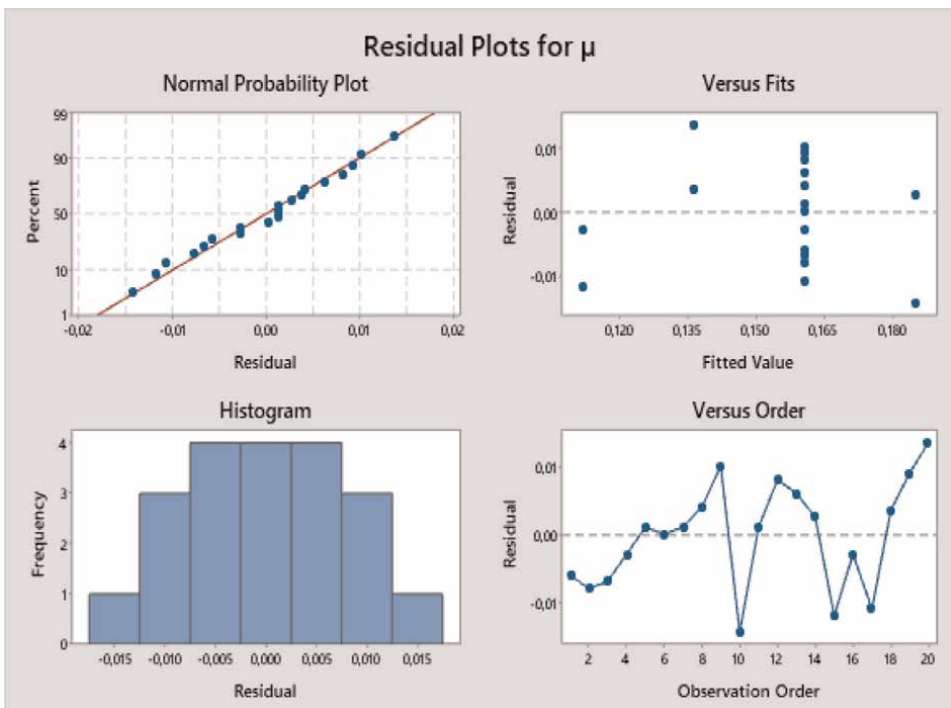 Residual Plots for μ
Normal Probability Plot
99
90
50
10
1
Percent
-0,02 -0,01 0,00 0,01 0,02
Residual
Versus Fits
0,01
0,00
-0,01
Residual
0,120 0,135 0,150 0,165 0,180
Fitted Value
Histogram
4
3
2
1
0
Frequency
-0,015 -0,010 -0,005 0,000 0,005 0,010 0,015
Residual
Versus Order
0,01
0,00
-0,01
Residual
2 4 6 8 10 12 14 16 18 20
Observation Order